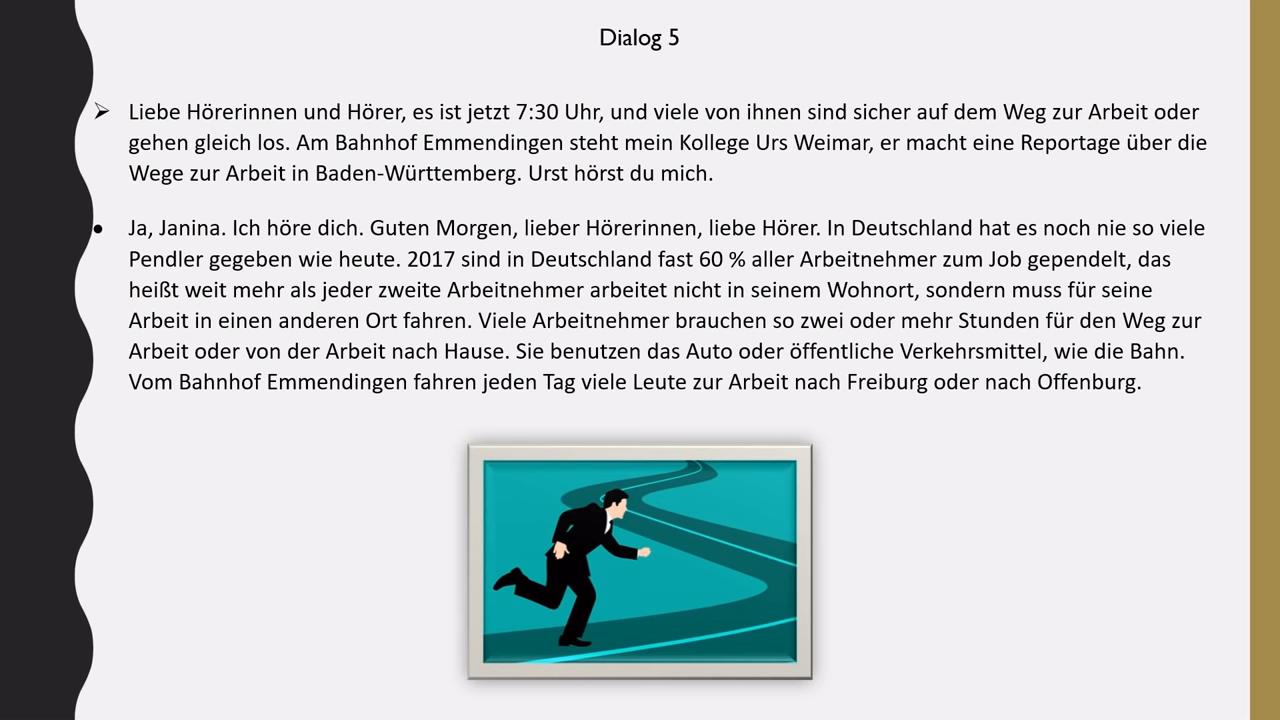 Dialog 5
➢ Liebe Hörerinnen und Hörer, es ist jetzt 7:30 Uhr, und viele von ihnen sind sicher auf dem Weg zur Arbeit oder
gehen gleich los. Am Bahnhof Emmendingen steht mein Kollege Urs Weimar, er macht eine Reportage über die
Wege zur Arbeit in Baden-Württemberg. Urst hörst du mich.
• Ja, Janina. Ich höre dich. Guten Morgen, lieber Hörerinnen, liebe Hörer. In Deutschland hat es noch nie so viele
Pendler gegeben wie heute. 2017 sind in Deutschland fast 60 % aller Arbeitnehmer zum Job gependelt, das
heißt weit mehr als jeder zweite Arbeitnehmer arbeitet nicht in seinem Wohnort, sondern muss für seine
Arbeit in einen anderen Ort fahren. Viele Arbeitnehmer brauchen so zwei oder mehr Stunden für den Weg zur
Arbeit oder von der Arbeit nach Hause. Sie benutzen das Auto oder öffentliche Verkehrsmittel, wie die Bahn.
Vom Bahnhof Emmendingen fahren jeden Tag viele Leute zur Arbeit nach Freiburg oder nach Offenburg.